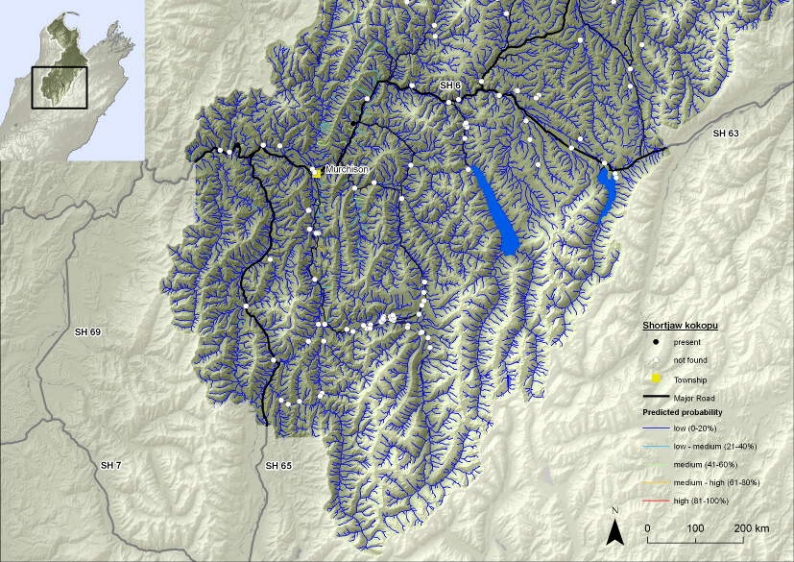 SH 6
SH 63
Murchison
SH 69
SH 7
SH 65
Shortjaw kokopu
present
not found
Township
Major Road
Predicted probability
low (0-20%)
low - medium (21-40%)
medium (41-60%)
medium - high (61-80%)
high (81-100%)
N
0 100 200 km